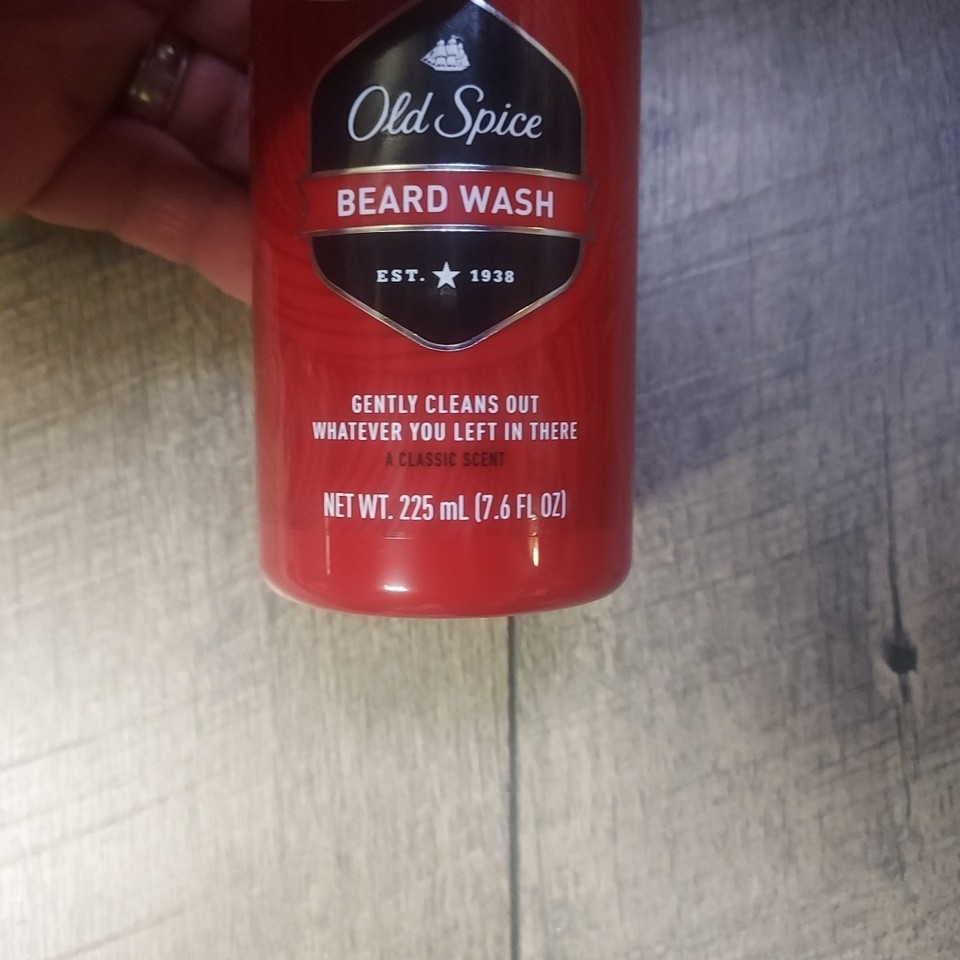 Old Spice
BEARD WASH
EST. 1938
GENTLY CLEANS OUT
WHATEVER YOU LEFT IN THERE
A CLASSIC SCENT
NET WT. 225 mL (7.6 FL OZ)